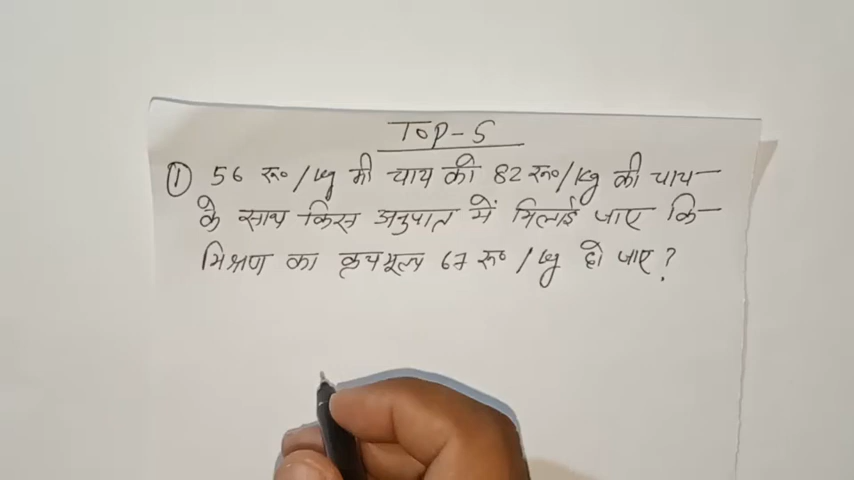 TOP-5
① 56 रू०/kg की चाय को 82 रू०/kg की चाय
के साथ किस अनुपात में मिलाई जाए कि
मिश्रण का क्रयमूल्य 67 रू०/kg हो जाए?